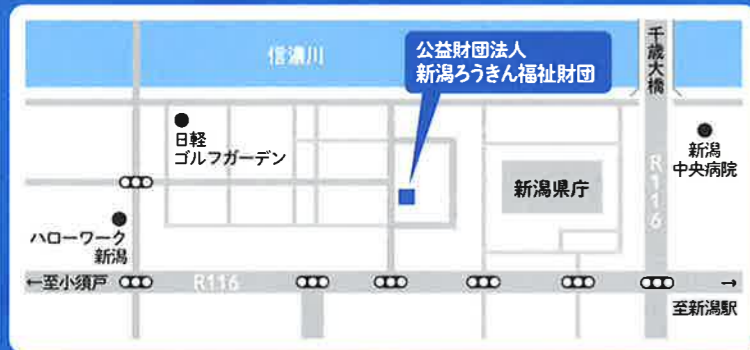 信濃川
公益財団法人
新潟ろうきん福祉財団
千歳大橋
日軽
ゴルフガーデン
新潟県庁
R116
新潟
中央病院
ハローワーク
新潟
←至小須戸
R116
→
至新潟駅